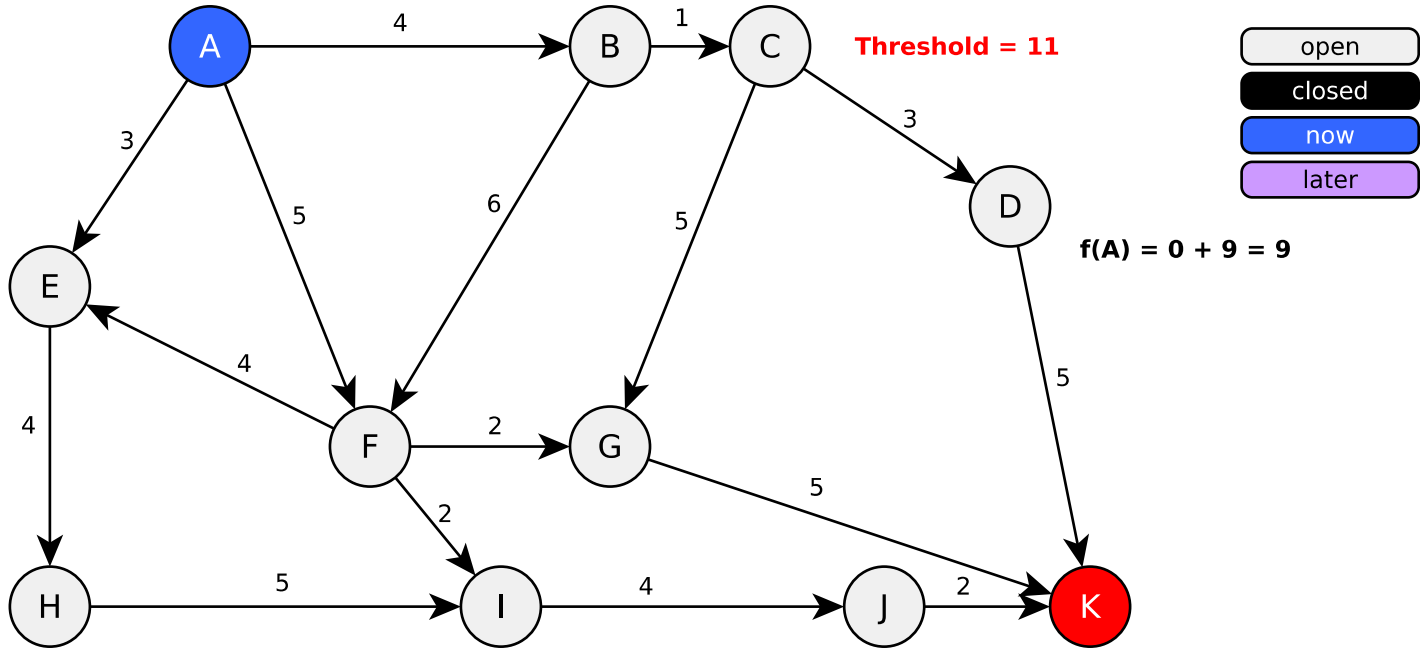 A
4
B
1
C
Threshold = 11
open
closed
now
later
3
5
6
5
3
D
f(A) = 0 + 9 = 9
E
4
4
F
2
G
5
5
2
H
5
I
4
J
2
K